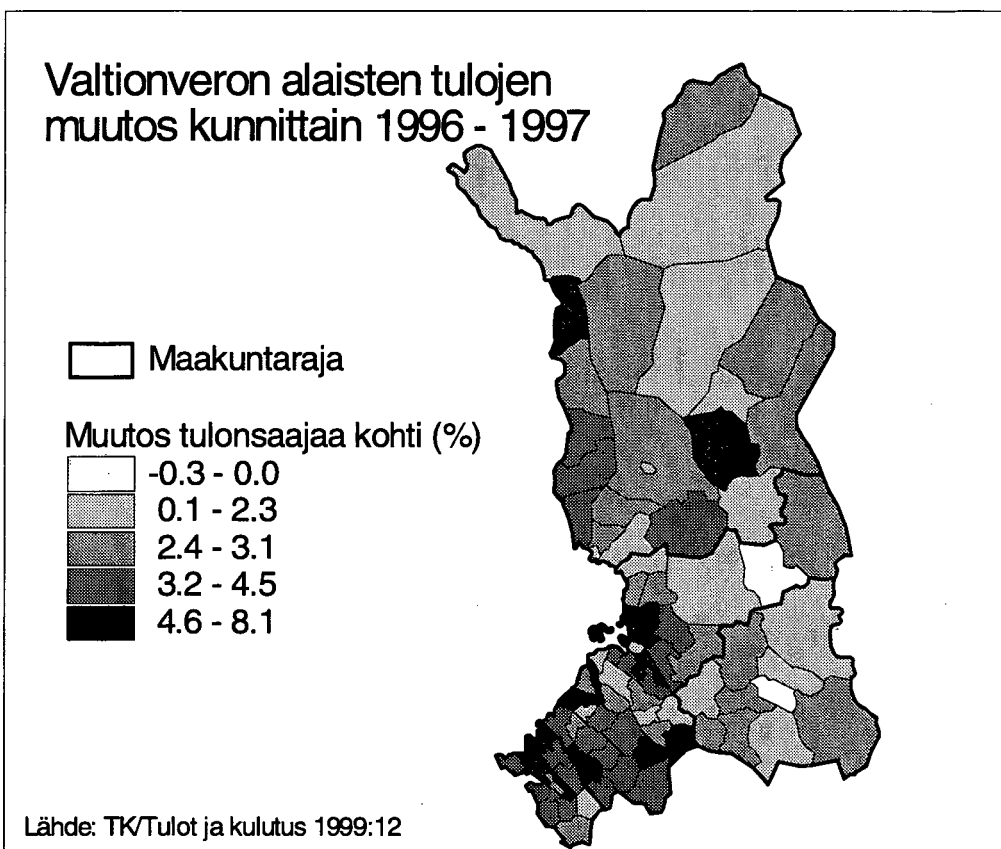 Valtionveron alaisten tulojen
muutos kunnittain 1996 - 1997
Maakuntaraja
Muutos tulonsaajaa kohti (%)
-0.3 - 0.0
0.1 - 2.3
2.4 - 3.1
3.2 - 4.5
4.6 - 8.1
Lähde: TK/Tulot ja kulutus 1999:12